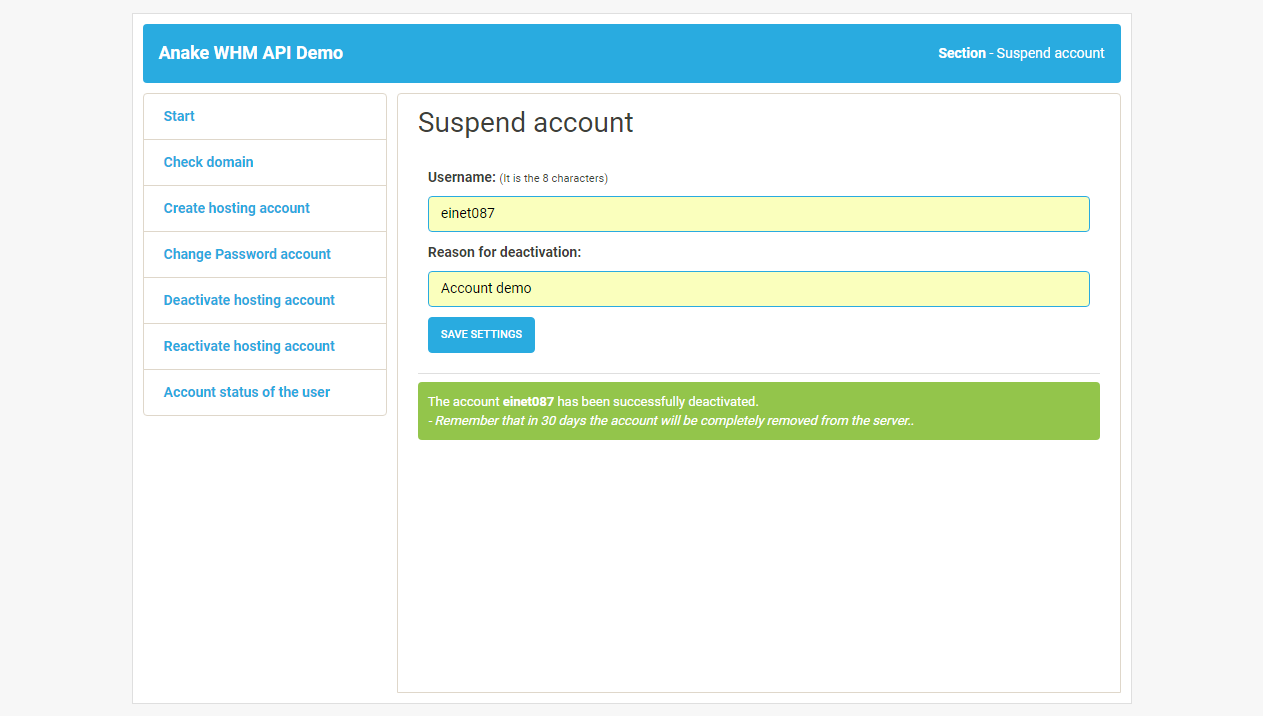 Anake WHM API Demo
Section - Suspend account
Start
Check domain
Create hosting account
Change Password account
Deactivate hosting account
Reactivate hosting account
Account status of the user
Suspend account
Username: (It is the 8 characters)
einet087
Reason for deactivation:
Account demo
SAVE SETTINGS
The account einet087 has been successfully deactivated.
- Remember that in 30 days the account will be completely removed from the server..